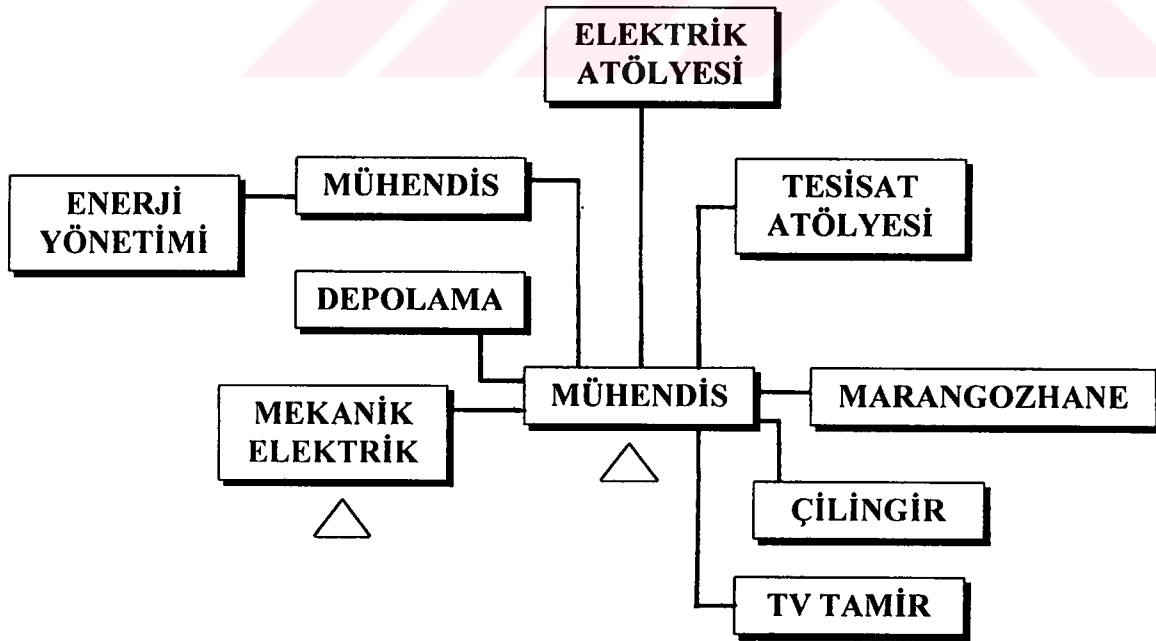 ELEKTRİK
ATÖLYESİ
MÜHENDİS
ENERJİ
YÖNETİMİ
TESİSAT
ATÖLYESİ
DEPOLAMA
MÜHENDİS
MARANGOZHANE
MEKANİK
ELEKTRİK
ÇİLİNGİR
TV TAMİR